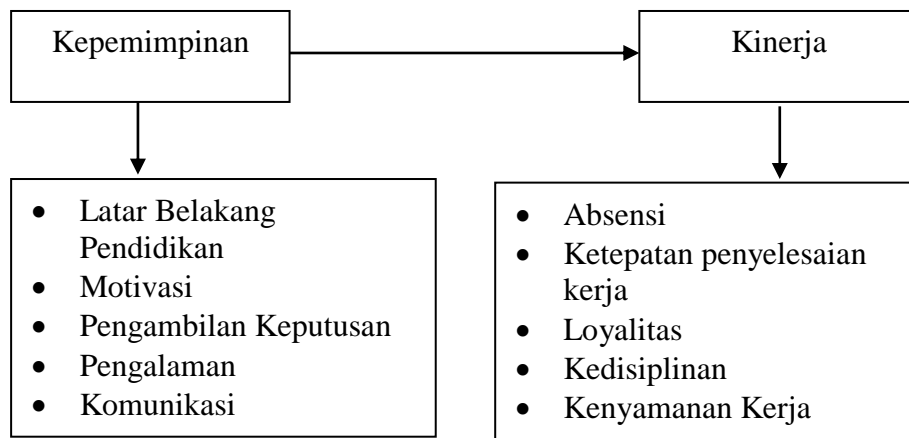 Kepemimpinan
Kinerja
• Latar Belakang
Pendidikan
• Motivasi
• Pengambilan Keputusan
• Pengalaman
• Komunikasi
• Absensi
• Ketepatan penyelesaian
kerja
• Loyalitas
• Kedisiplinan
• Kenyamanan Kerja